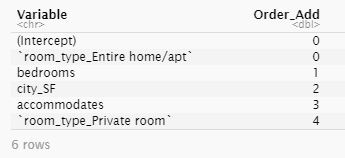 Variable Order_Add
<chr> <dbl>
(Intercept) 0
`room_type_Entire home/apt` 0
bedrooms 1
city_SF 2
accommodates 3
`room_type_Private room` 4
6 rows